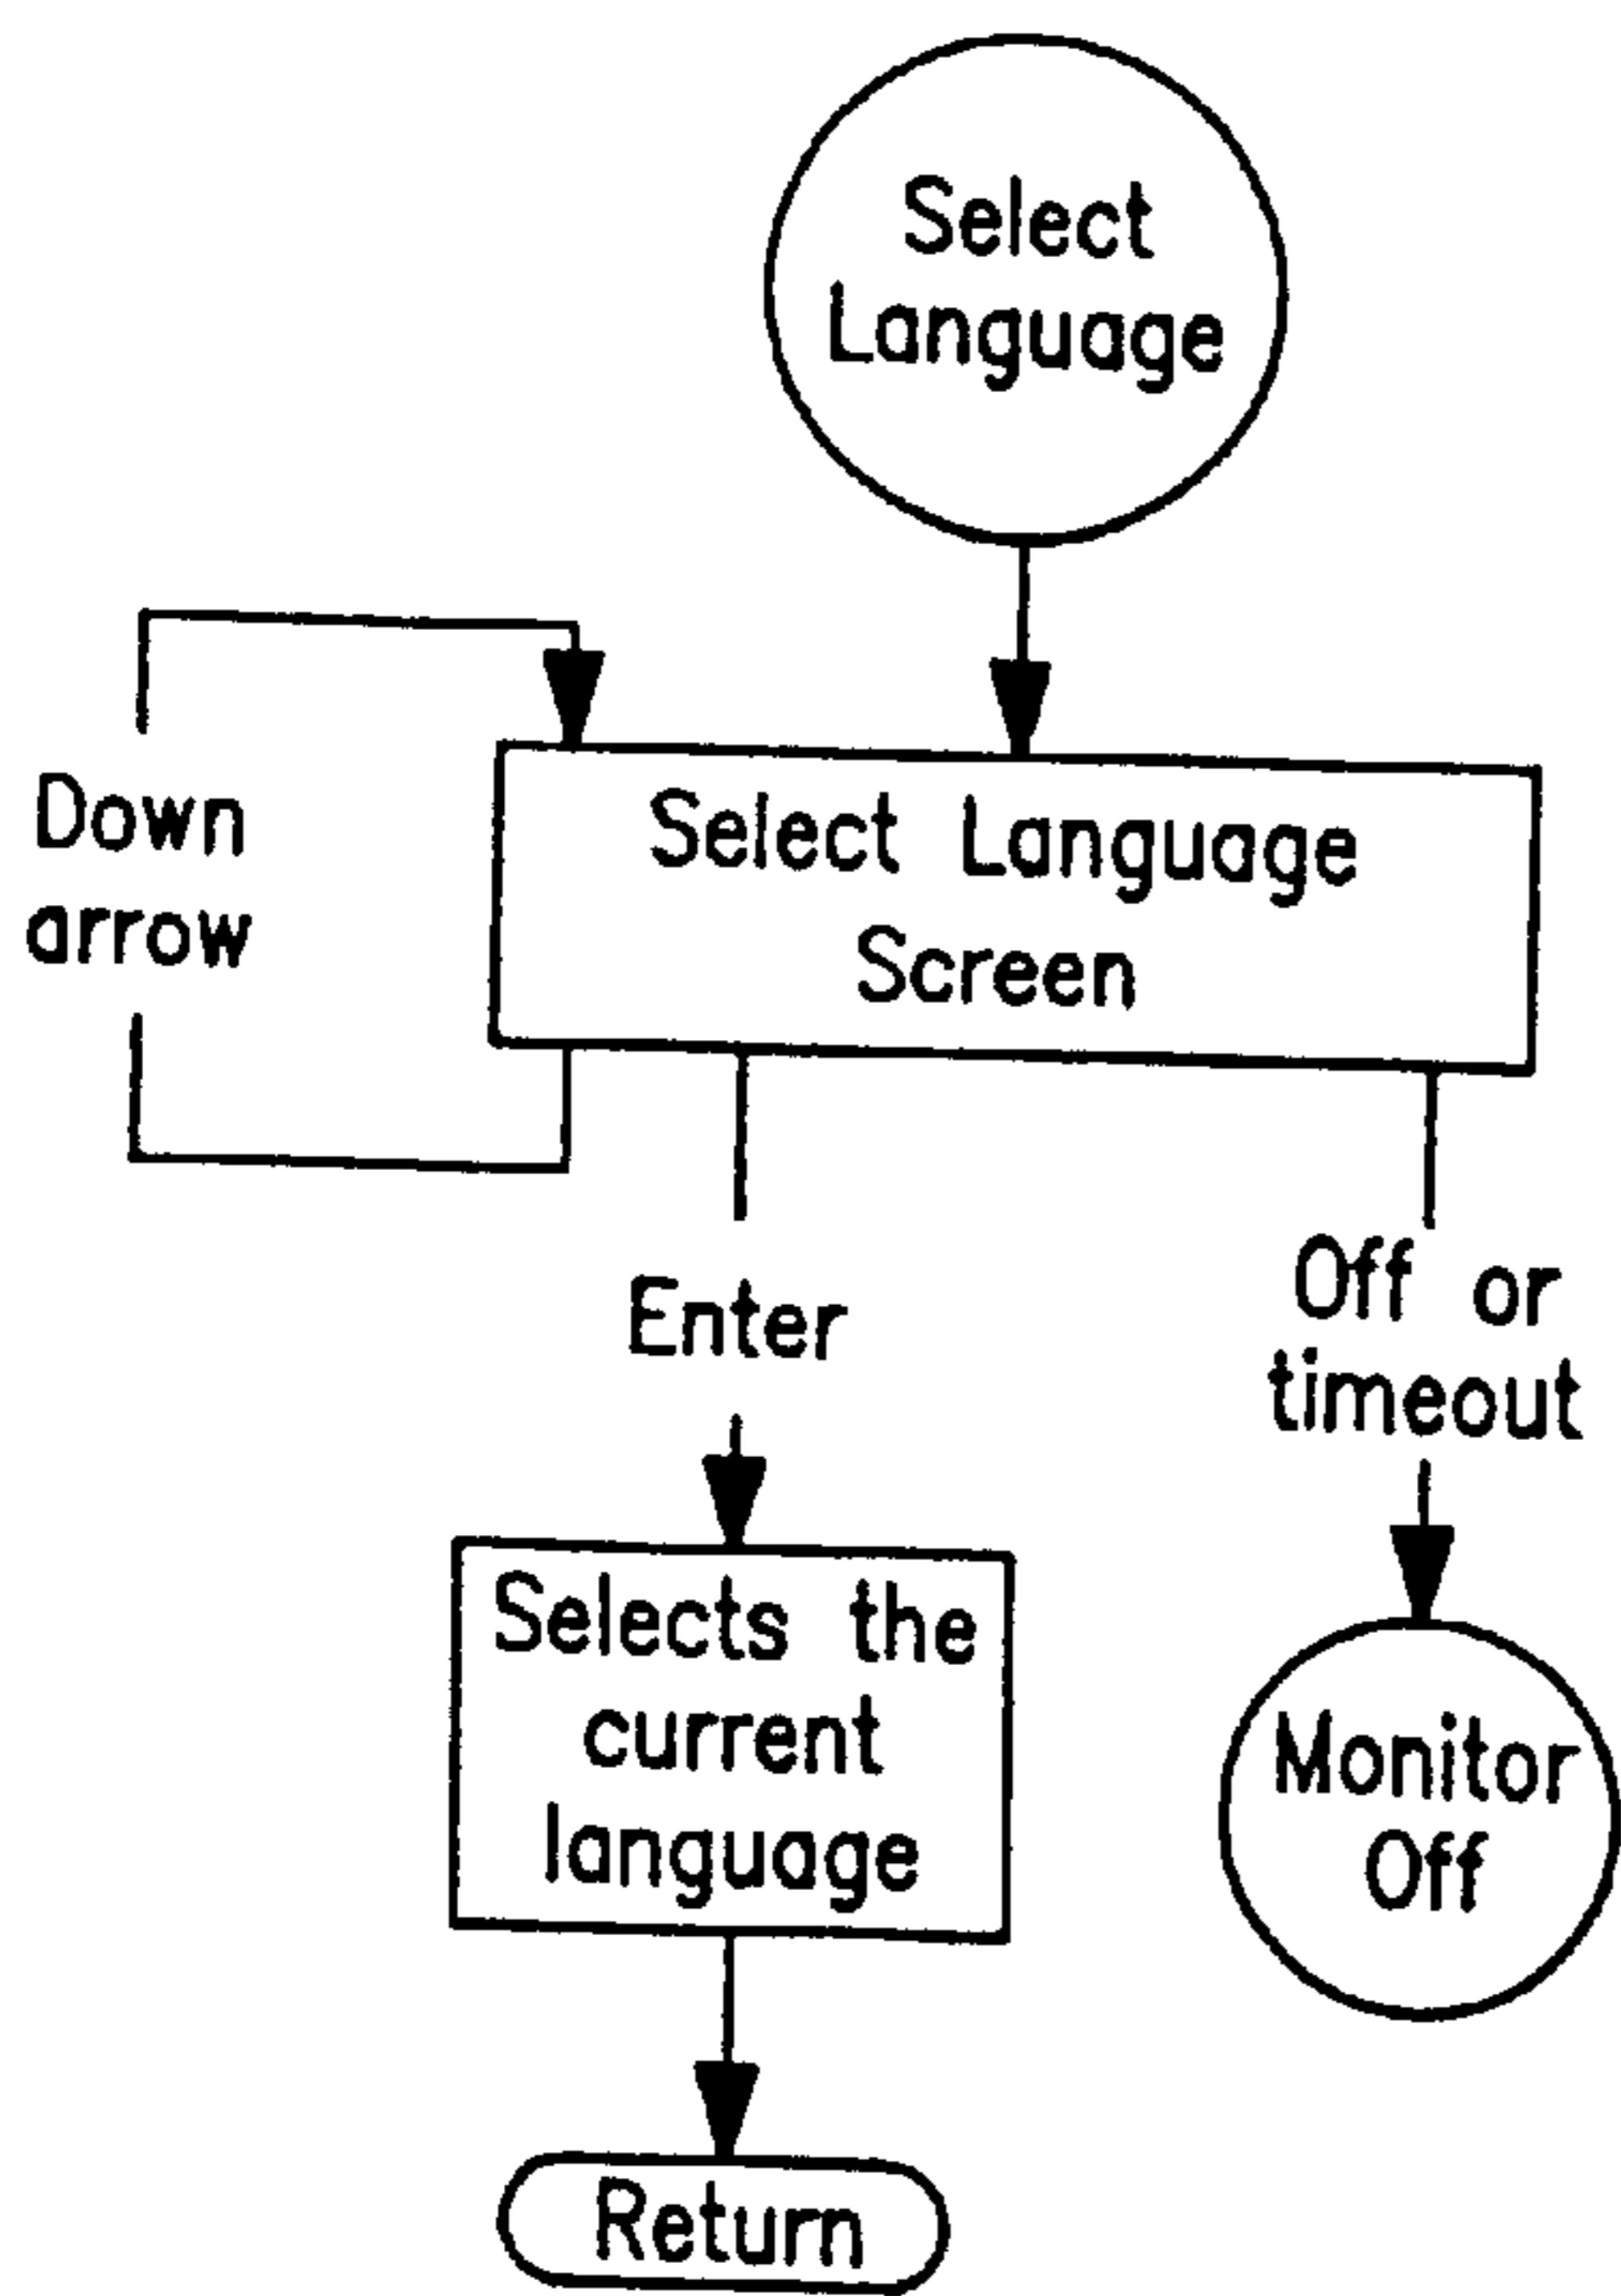 Select
Language
Down
arrow
Select Language
Screen
Enter
Off or
timeout
Selects the
current
language
Monitor
Off
Return